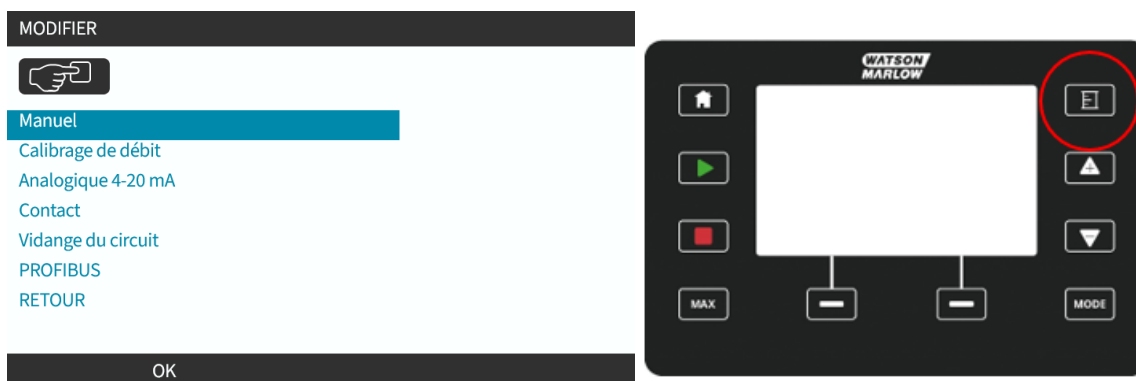 MODIFIER
Manuel
Calibrage de débit
Analogique 4-20 mA
Contact
Vidange du circuit
PROFIBUS
RETOUR
OK
WATSON
MARLOW
MAX
MODE